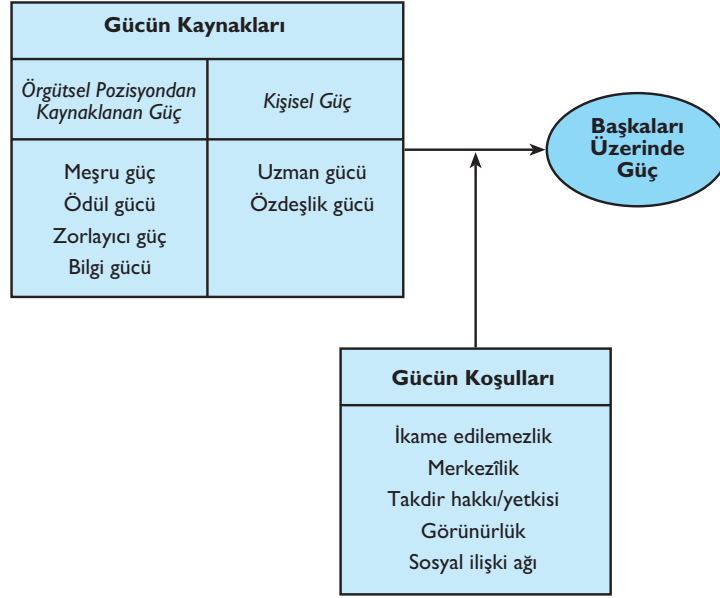 Gücün Kaynakları
Örgütsel Pozisyondan
Kaynaklanan Güç
Kişisel Güç
Meşru güç
Ödül gücü
Zorlayıcı güç
Bilgi gücü
Uzman gücü
Özdeşlik gücü
Başkaları
Üzerinde
Güç
Gücün Koşulları
İkame edilemezlik
Merkezîlik
Takdir hakkı/yetkisi
Görünürlük
Sosyal ilişki ağı